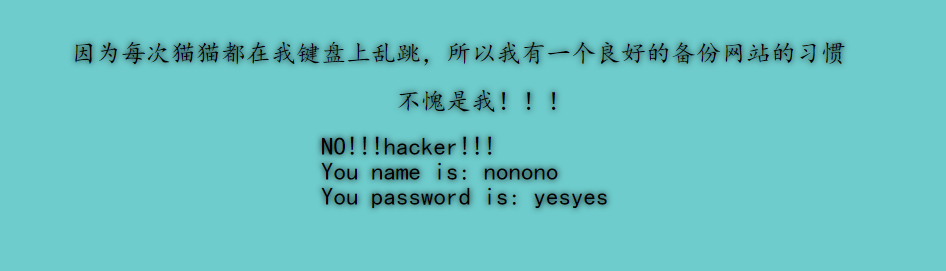 因为每次猫猫都在我键盘上乱跳，所以我有一个良好的备份网站的习惯
不愧是我！！！
NO!!!hacker!!!
You name is: nonono
You password is: yesyes